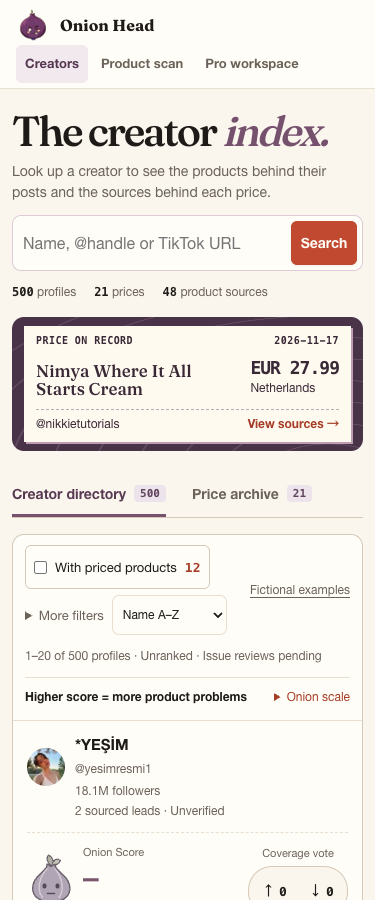 Onion Head
Creators Product scan Pro workspace
The creator index.
Look up a creator to see the products behind their
posts and the sources behind each price.
Name, @handle or TikTok URL Search
500 profiles 21 prices 48 product sources
PRICE ON RECORD 2026-11-17
Nimya Where It All
Starts Cream
EUR 27.99
Netherlands
@nikkietutorials View sources →
Creator directory 500 Price archive 21
With priced products 12
Fictional examples
▶ More filters Name A–Z
1–20 of 500 profiles · Unranked · Issue reviews pending
Higher score = more product problems ▶ Onion scale
*YEŞİM
@yesimresmi1
18.1M followers
2 sourced leads · Unverified
Onion Score Coverage vote
—
↑ 0 ↓ 0